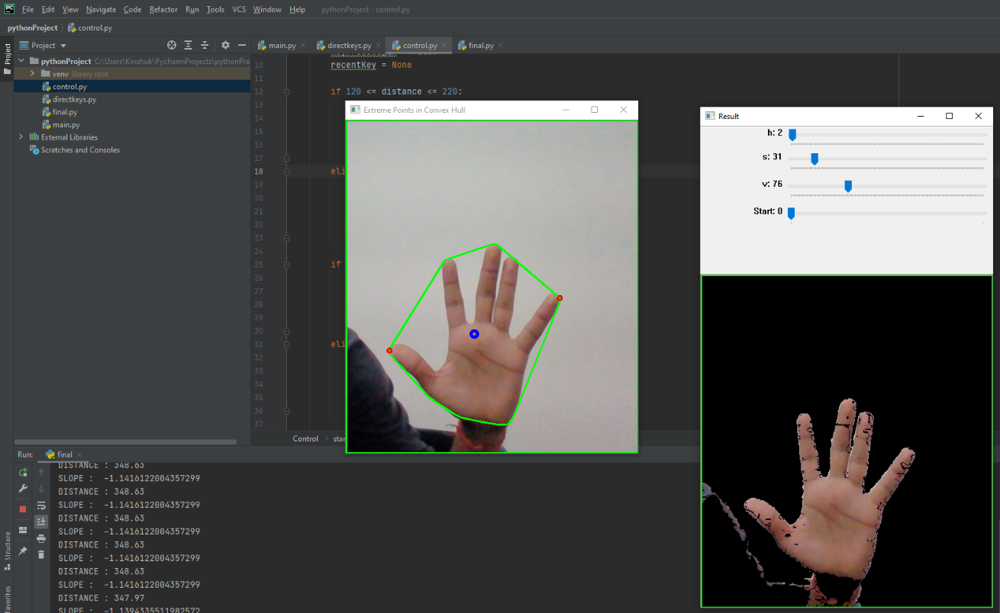 PC File Edit View Navigate Code Refactor Run Tools VCS Window Help pythonProject - control.py
pythonProject control.py
Project
Project
main.py
directkeys.py
control.py
final.py
pythonProject C:\Users\Kinshuk\PycharmProjects\pythonPro
venv library root
control.py
directkeys.py
final.py
main.py
External Libraries
Scratches and Consoles
10 recentKey = None
11
12 if 120 <= distance <= 220:
13
14
15
16
17
18 eli
19
20
21
22
23
24
25 if
26
27
28
29
30
31 eli
32
33
34
35
36
37
Control star
Extreme Points in Convex Hull
Result
h: 2
s: 31
v: 76
Start: 0
Run: final
DISTANCE : 348.63
SLOPE : -1.1416122004357299
DISTANCE : 348.63
SLOPE : -1.1416122004357299
DISTANCE : 348.63
SLOPE : -1.1416122004357299
DISTANCE : 348.63
SLOPE : -1.1416122004357299
DISTANCE : 348.63
SLOPE : -1.1416122004357299
DISTANCE : 347.97
SLOPE : -1.1394335511982572
Structure
Favorites